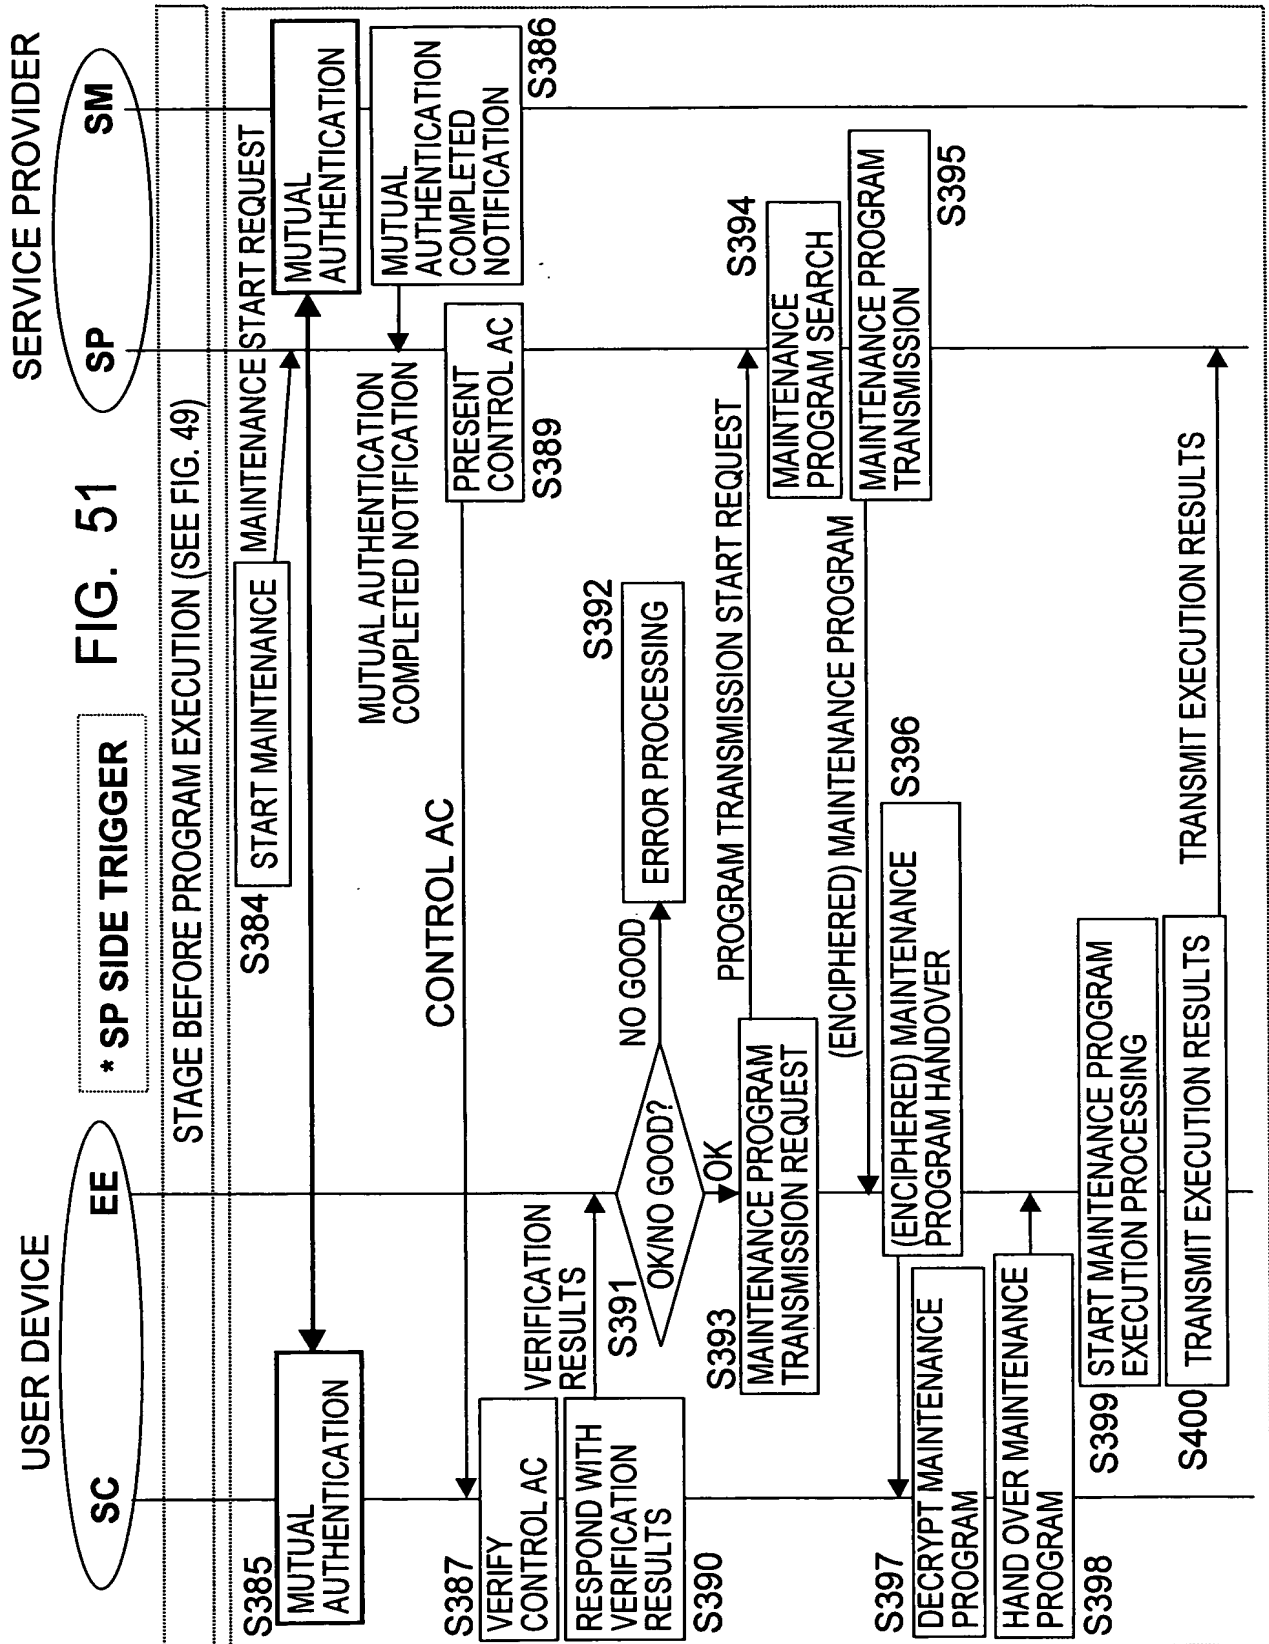 FIG. 51
* SP SIDE TRIGGER
USER DEVICE
SERVICE PROVIDER
SC
EE
SP
SM
STAGE BEFORE PROGRAM EXECUTION (SEE FIG. 49)
S384
START MAINTENANCE
MAINTENANCE START REQUEST
S385
MUTUAL
AUTHENTICATION
MUTUAL
AUTHENTICATION
MUTUAL
AUTHENTICATION
COMPLETED
NOTIFICATION
S386
MUTUAL AUTHENTICATION
COMPLETED NOTIFICATION
PRESENT
CONTROL AC
S389
CONTROL AC
S387
VERIFY
CONTROL AC
RESPOND WITH
VERIFICATION
RESULTS
S390
VERIFICATION
RESULTS
S391
OK/NO GOOD?
NO GOOD
S392
ERROR PROCESSING
OK
S393
MAINTENANCE PROGRAM
TRANSMISSION REQUEST
PROGRAM TRANSMISSION START REQUEST
S394
MAINTENANCE
PROGRAM SEARCH
MAINTENANCE PROGRAM
TRANSMISSION
S395
(ENCIPHERED) MAINTENANCE PROGRAM
(ENCIPHERED) MAINTENANCE
PROGRAM HANDOVER
S396
S397
DECRYPT MAINTENANCE
PROGRAM
HAND OVER MAINTENANCE
PROGRAM
S398
S399
START MAINTENANCE PROGRAM
EXECUTION PROCESSING
S400
TRANSMIT EXECUTION RESULTS
TRANSMIT EXECUTION RESULTS